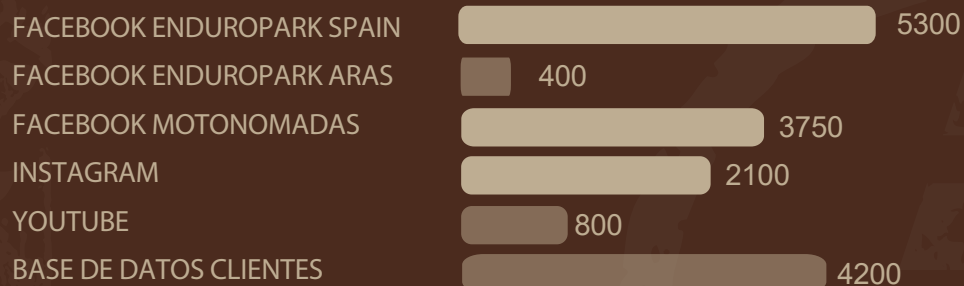 FACEBOOK ENDUROPARK SPAIN 5300
FACEBOOK ENDUROPARK ARAS 400
FACEBOOK MOTONOMADAS 3750
INSTAGRAM 2100
YOUTUBE 800
BASE DE DATOS CLIENTES 4200